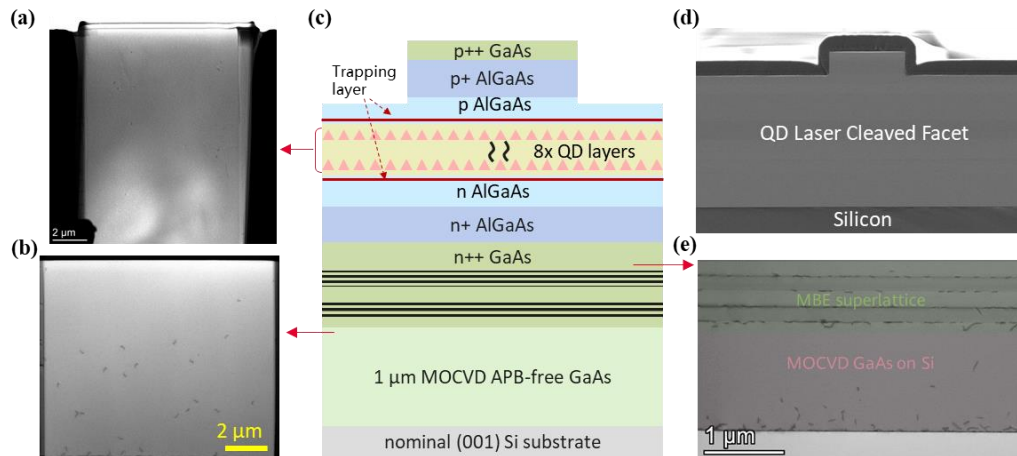 (a)
2 μm
(b)
2 μm
(c)
p++ GaAs
p+ AlGaAs
Trapping
layer
p AlGaAs
8x QD layers
n AlGaAs
n+ AlGaAs
n++ GaAs
1 μm MOCVD APB-free GaAs
nominal (001) Si substrate
(d)
QD Laser Cleaved Facet
Silicon
(e)
MBE superlattice
MOCVD GaAs on Si
1 μm